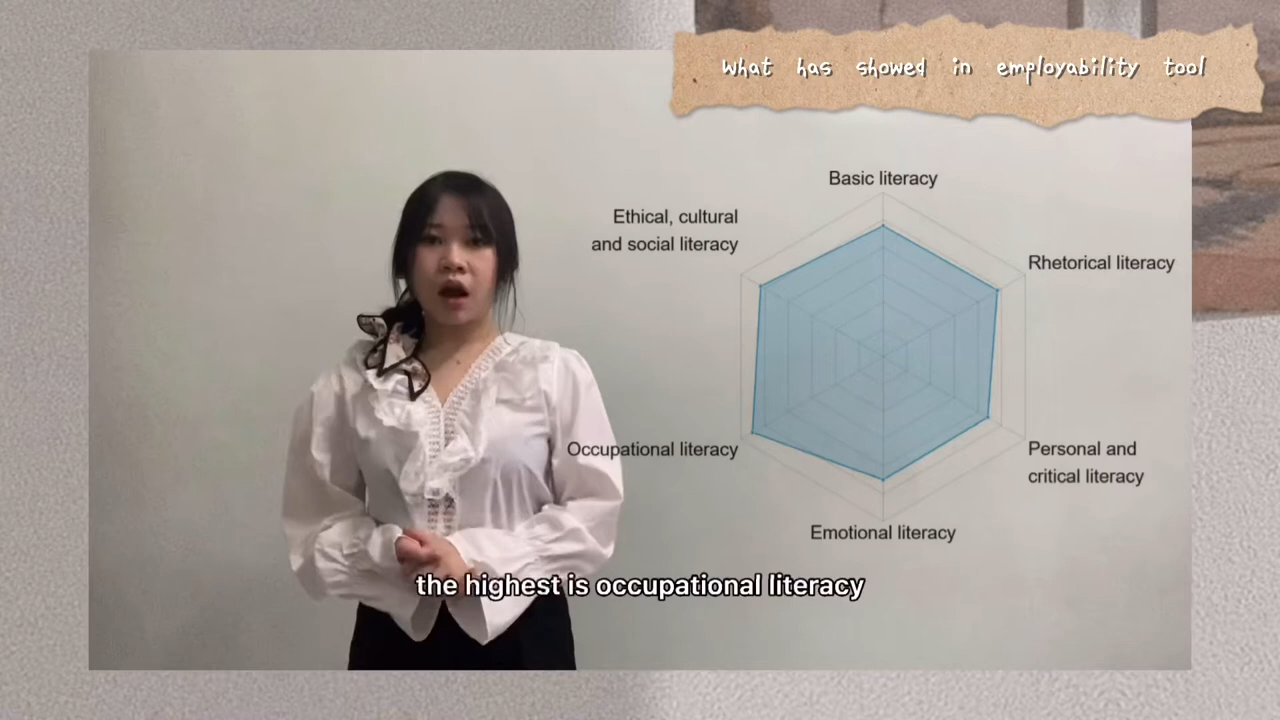 What has showed in employability tool
Basic literacy
Ethical, cultural
and social literacy
Rhetorical literacy
Occupational literacy
Personal and
critical literacy
Emotional literacy
the highest is occupational literacy